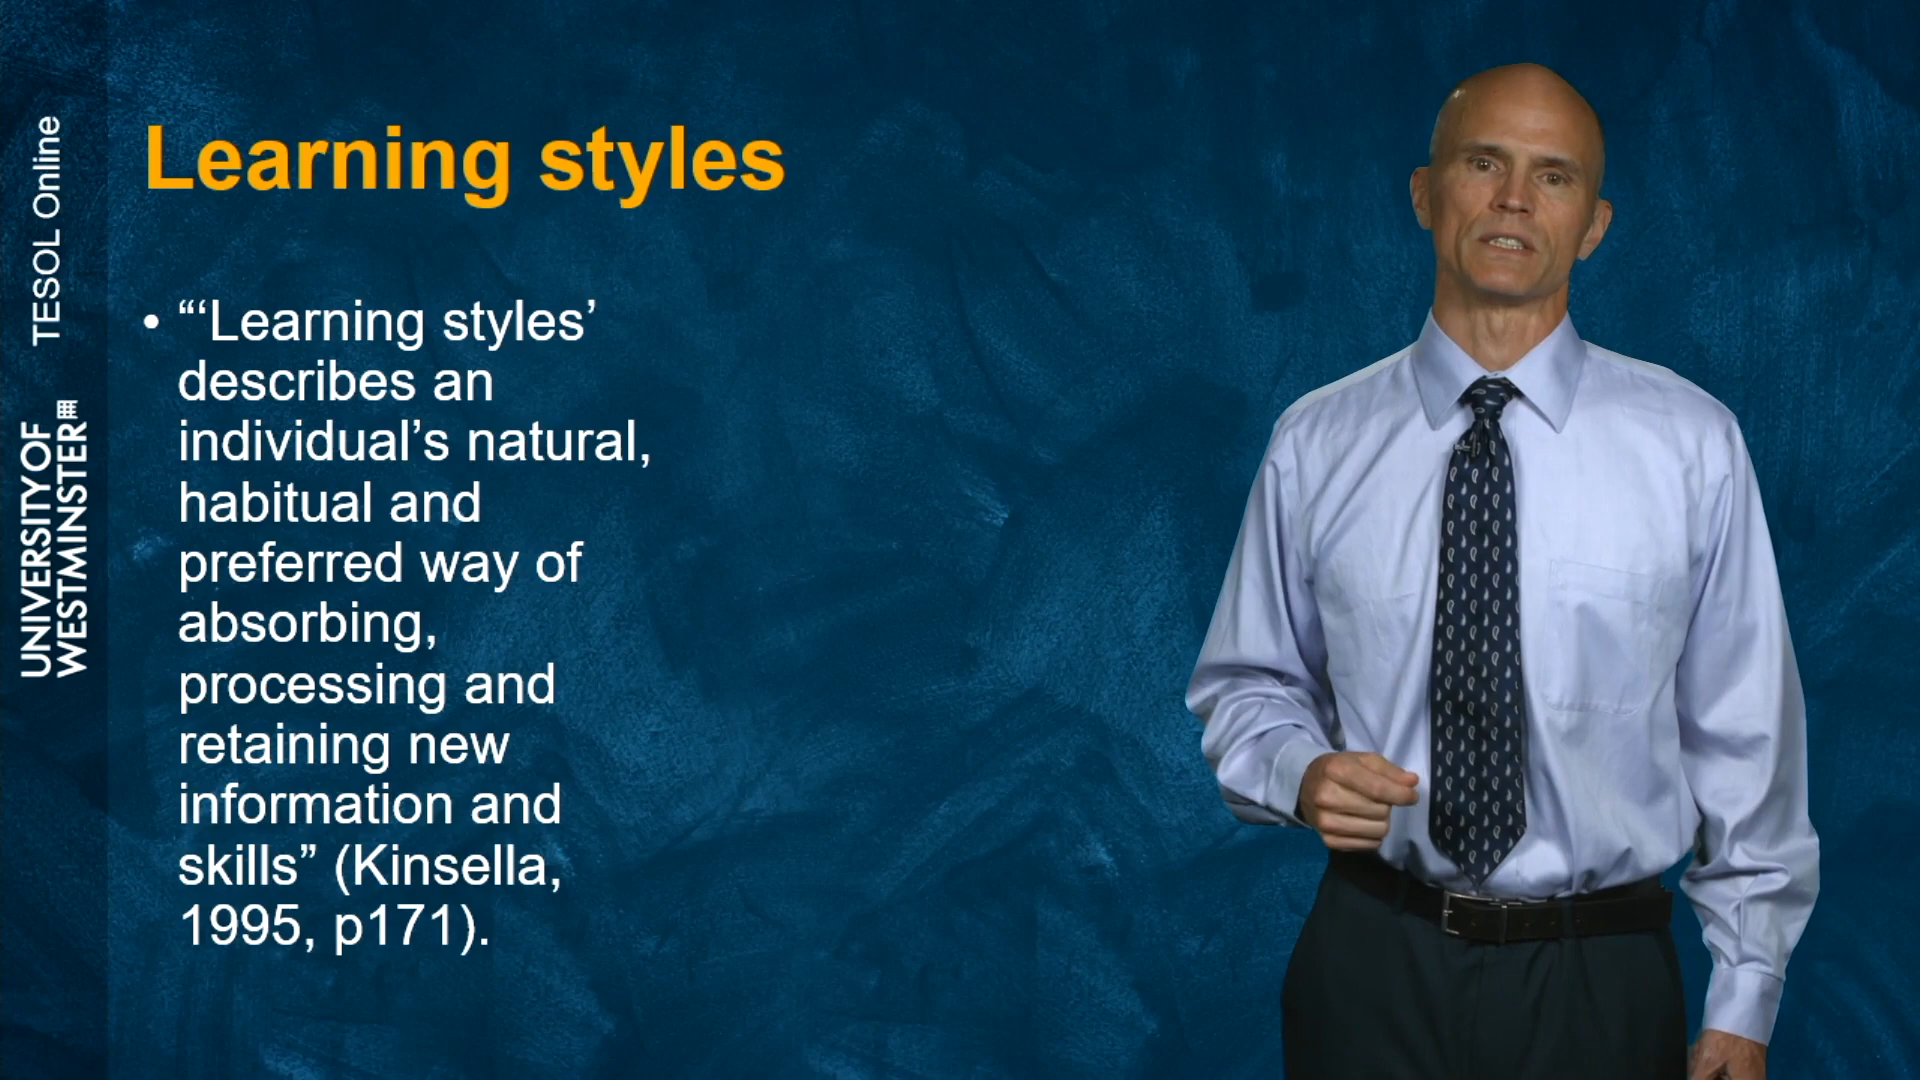 Learning styles
• “‘Learning styles’
describes an
individual’s natural,
habitual and
preferred way of
absorbing,
processing and
retaining new
information and
skills” (Kinsella,
1995, p171).
TESOL Online
UNIVERSITY OF
WESTMINSTER